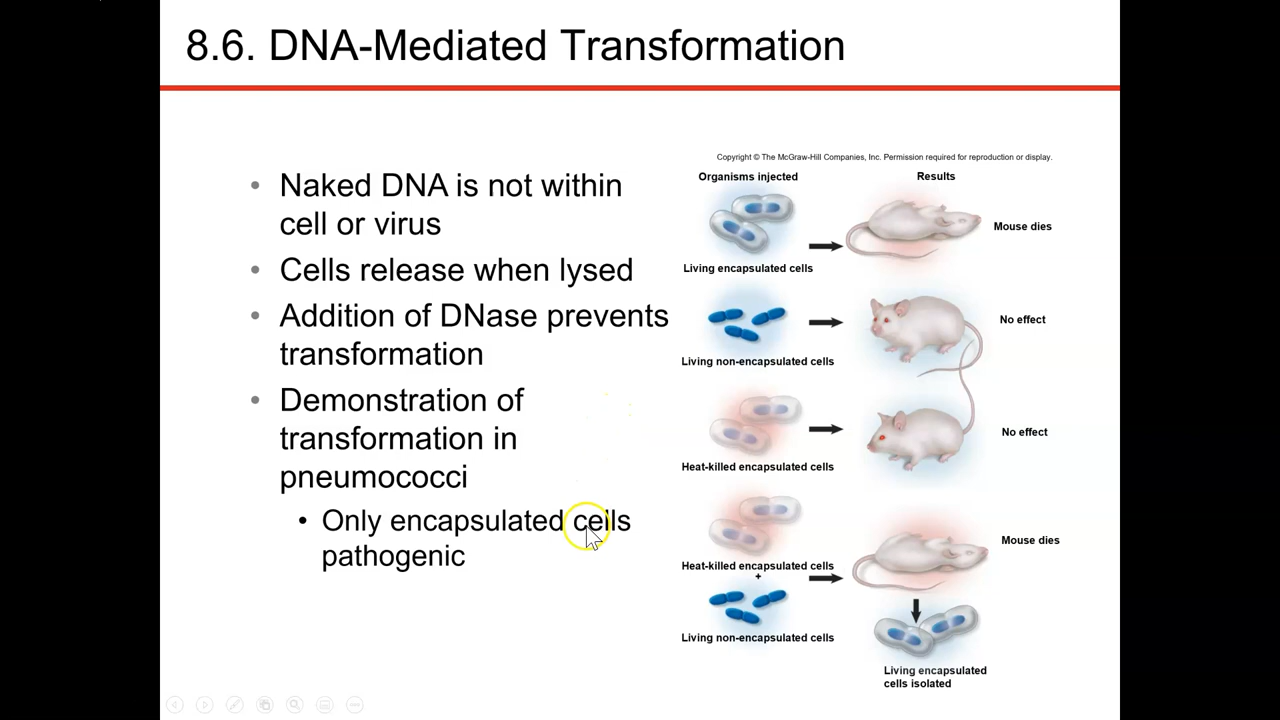 8.6. DNA-Mediated Transformation
• Naked DNA is not within
cell or virus
• Cells release when lysed
• Addition of DNase prevents
transformation
• Demonstration of
transformation in
pneumococci
• Only encapsulated cells
pathogenic
Copyright © The McGraw-Hill Companies, Inc. Permission required for reproduction or display.
Organisms injected
Results
Living encapsulated cells
Mouse dies
Living non-encapsulated cells
No effect
Heat-killed encapsulated cells
No effect
Heat-killed encapsulated cells
+
Living non-encapsulated cells
Mouse dies
Living encapsulated
cells isolated